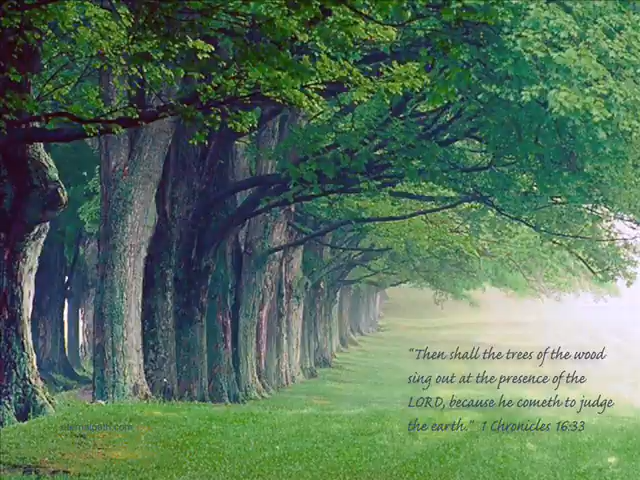 "Then shall the trees of the wood
sing out at the presence of the
LORD, because he cometh to judge
the earth." 1 Chronicles 16:33